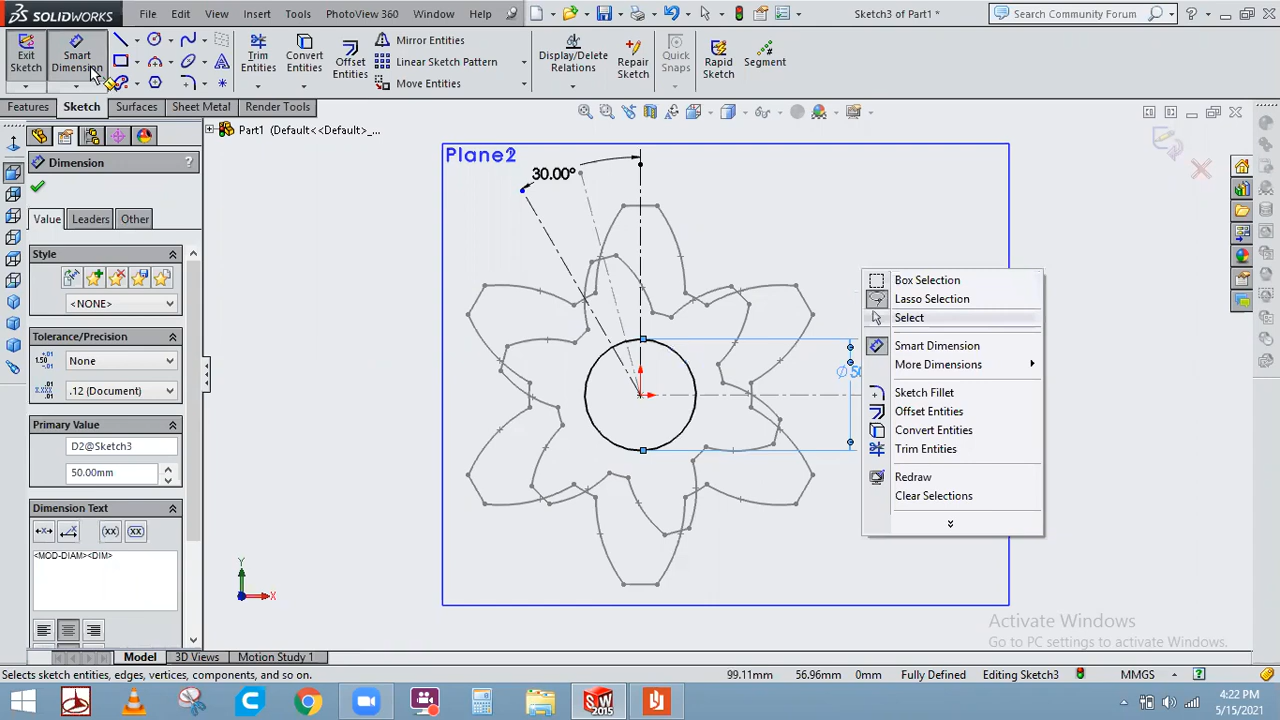 SOLIDWORKS
File Edit View Insert Tools PhotoView 360 Window Help
Sketch3 of Part1 *
Search Community Forum
Exit Sketch
Smart Dimension
Trim Entities
Convert Entities
Offset Entities
Mirror Entities
Linear Sketch Pattern
Move Entities
Display/Delete Relations
Repair Sketch
Quick Snaps
Rapid Sketch
Segment
Features Sketch Surfaces Sheet Metal Render Tools
Part1 (Default<<Default>_...
Dimension
?
Value Leaders Other
Style
<NONE>
Tolerance/Precision
None
.12 (Document)
Primary Value
D2@Sketch3
50.00mm
Dimension Text
(xx) (xx)
<MOD-DIAM><DIM>
Plane2
30.00°
Ø50
Y
X
Box Selection
Lasso Selection
Select
Smart Dimension
More Dimensions
Sketch Fillet
Offset Entities
Convert Entities
Trim Entities
Redraw
Clear Selections
Activate Windows
Go to PC settings to activate Windows.
Model 3D Views Motion Study 1
Selects sketch entities, edges, vertices, components, and so on.
99.11mm 56.96mm 0mm Fully Defined Editing Sketch3 MMGS
SW 2015
4:22 PM
5/15/2021